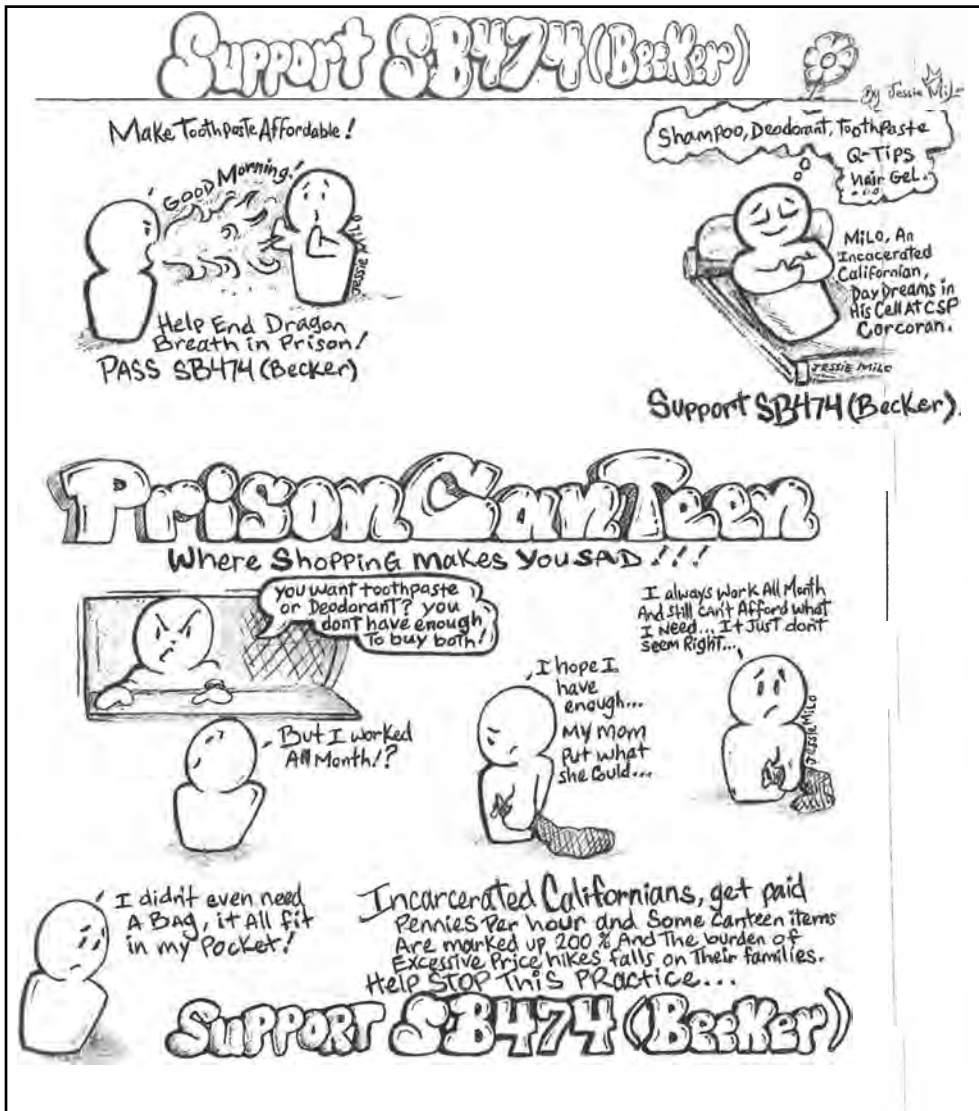 Support SB474 (Becker)
By Jessie Milo
Make Toothpaste Affordable!
Good Morning!
Jessie Milo
Help End Dragon
Breath in Prison!
PASS SB474 (Becker)
Shampoo, Deodorant, Toothpaste
Q-Tips
Hair Gel...
Milo, An
Incacerated
Californian,
Day Dreams in
His Cell At CSP
Corcoran.
JESSIE Milo
Support SB474 (Becker).
Prison CanTeen
Where Shopping Makes You SAD!!!
you want toothpaste
or Deodorant? you
dont have enough
To buy both!
But I worked
All Month!?
I hope I
have
enough...
My mom
Put what
she Could...
I always work All Month
And still can't Afford what
I Need... It Just don't
seem Right...
Jessie Milo
I didn't even need
A Bag, it All fit
in my Pocket!
Incarcerated Californians, get paid
Pennies Per hour and Some Canteen items
Are marked up 200% And The burden of
Excessive Price hikes falls on Their families.
Help STOP This PRactice...
Support SB474 (Becker)